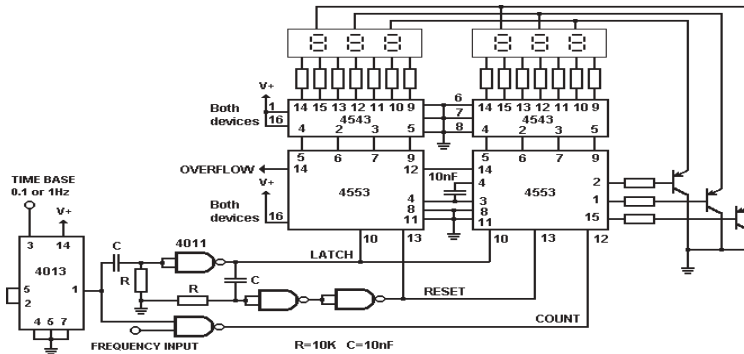 14 15 13 12 11 10 9
14 15 13 12 11 10 9
V+
Both devices
1
16
4543
4 2 3 5
6
7
8
4543
4 2 3 5
5 6 7 9
5 6 7 9
OVERFLOW
14
12
10nF
14
V+
Both devices
16
4553
4
8
11
4
3
8
11
4553
2
1
15
10 13
10 13 12
TIME BASE
0.1 or 1Hz
V+
3 14
4013
5
2
1
4 6 7
C
R
4011
LATCH
C
R
RESET
COUNT
FREQUENCY INPUT
R=10K C=10nF